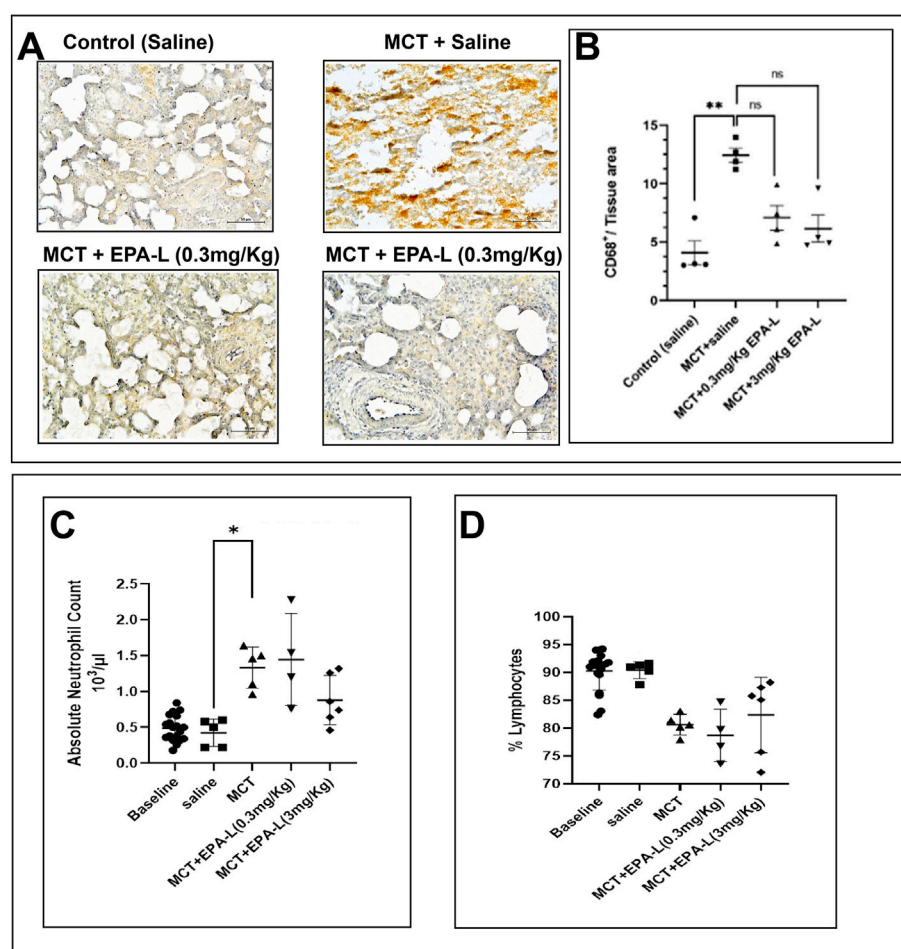 A
Control (Saline)
MCT + Saline
MCT + EPA-L (0.3mg/Kg)
MCT + EPA-L (0.3mg/Kg)
B
ns
**
ns
CD68+/ Tissue area
15
10
5
0
Control (saline)
MCT+saline
MCT+0.3mg/Kg EPA-L
MCT+3mg/Kg EPA-L
C
*
Absolute Neutrophil Count
10³/µl
2.5
2.0
1.5
1.0
0.5
0.0
Baseline
saline
MCT
MCT+EPA-L(0.3mg/Kg)
MCT+EPA-L(3mg/Kg)
D
% Lymphocytes
100
95
90
85
80
75
70
Baseline
saline
MCT
MCT+EPA-L(0.3mg/Kg)
MCT+EPA-L(3mg/Kg)